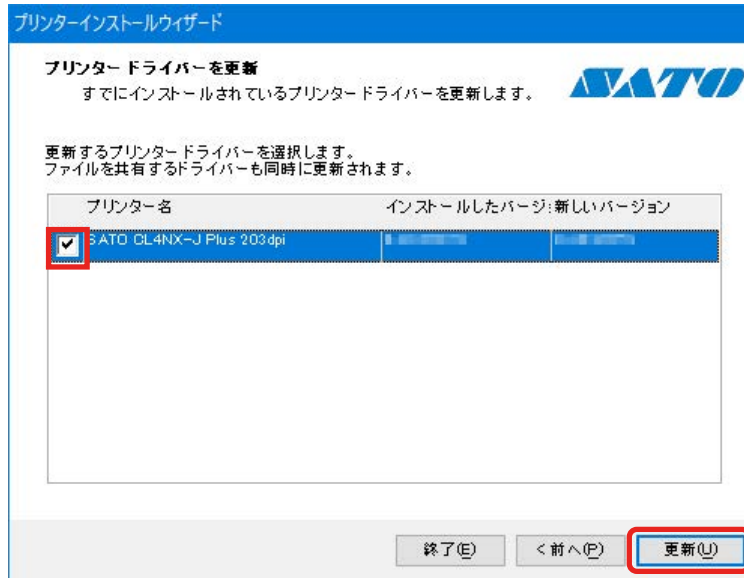 プリンターインストールウィザード
プリンタードライバーを更新
すでにインストールされているプリンタードライバーを更新します。
SATO
更新するプリンタードライバーを選択します。
ファイルを共有するドライバーも同時に更新されます。
プリンター名 インストールしたバージ 新しいバージョン
SATO CL4NX-J Plus 203dpi
終了(E) <前へ(P) 更新(U)